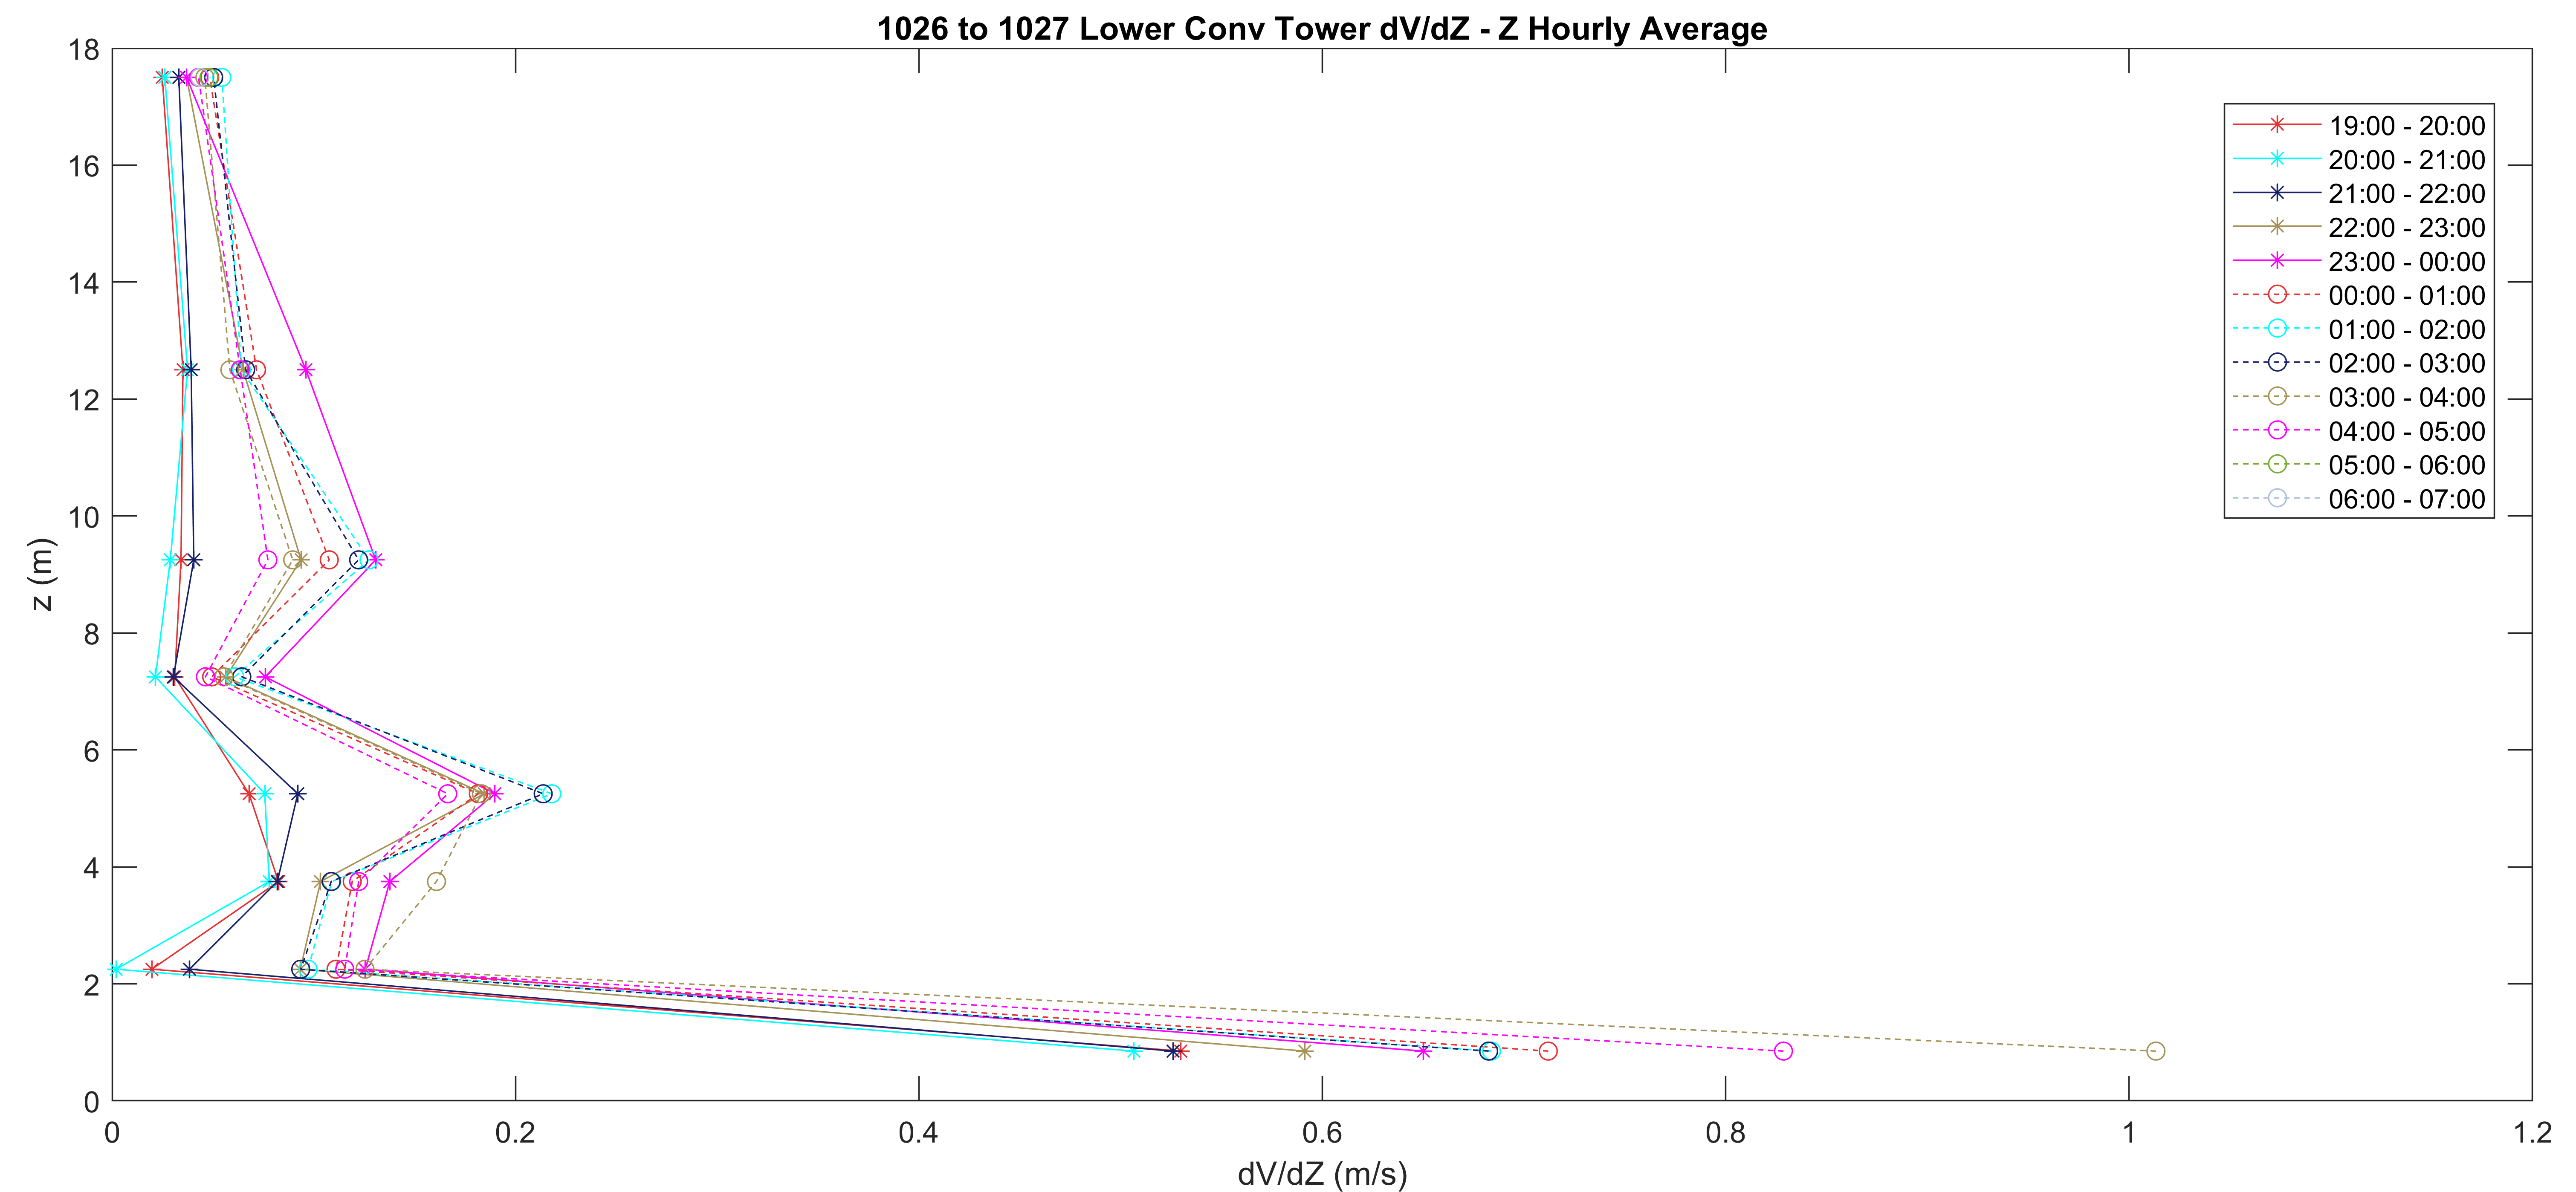 1026 to 1027 Lower Conv Tower dV/dZ - Z Hourly Average
18
16
14
12
10
8
6
4
2
0
z (m)
0 0.2 0.4 0.6 0.8 1 1.2
dV/dZ (m/s)
19:00 - 20:00
20:00 - 21:00
21:00 - 22:00
22:00 - 23:00
23:00 - 00:00
00:00 - 01:00
01:00 - 02:00
02:00 - 03:00
03:00 - 04:00
04:00 - 05:00
05:00 - 06:00
06:00 - 07:00